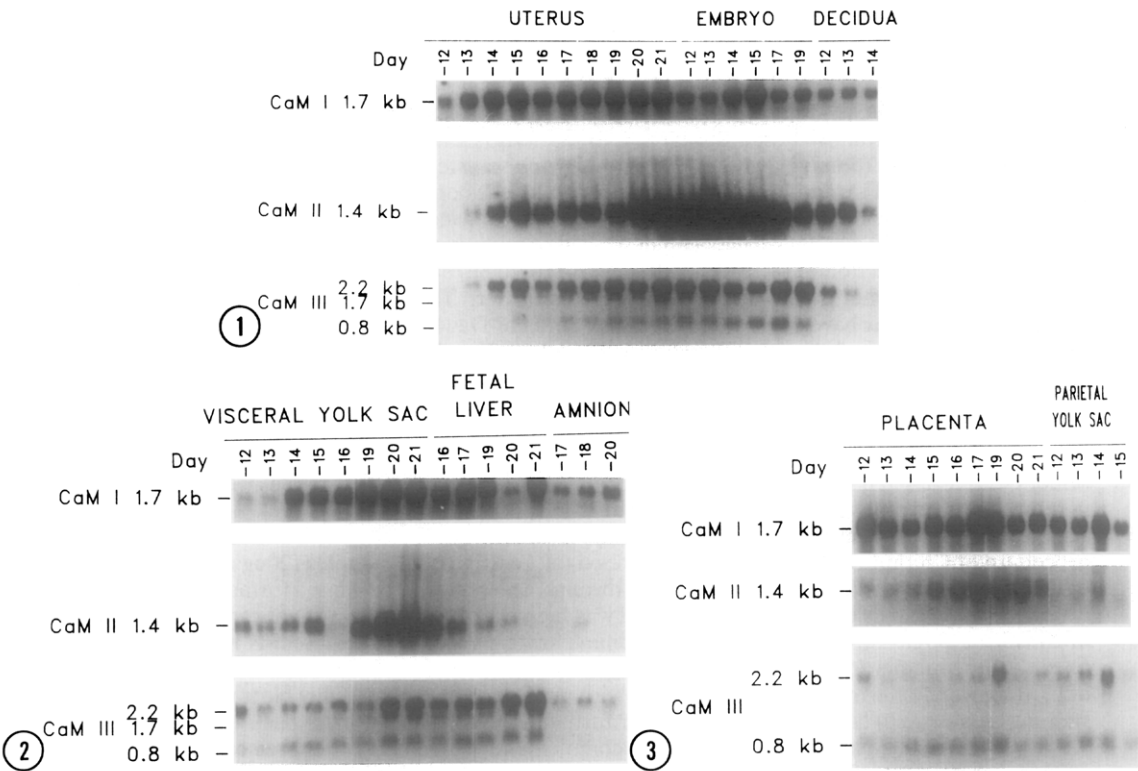 UTERUS EMBRYO DECIDUA
Day -12 -13 -14 -15 -16 -17 -18 -19 -20 -21 -12 -13 -14 -15 -17 -19 -12 -13 -14
CaM I 1.7 kb -
CaM II 1.4 kb -
2.2 kb -
CaM III 1.7 kb -
0.8 kb -
1
FETAL
VISCERAL YOLK SAC LIVER AMNION
Day -12 -13 -14 -15 -16 -19 -20 -21 -16 -17 -19 -20 -21 -17 -18 -20
CaM I 1.7 kb -
CaM II 1.4 kb -
2.2 kb -
CaM III 1.7 kb -
0.8 kb -
2
PARIETAL
PLACENTA YOLK SAC
Day -12 -13 -14 -15 -16 -17 -19 -20 -21 -12 -13 -14 -15
CaM I 1.7 kb -
CaM II 1.4 kb -
2.2 kb -
CaM III
0.8 kb -
3